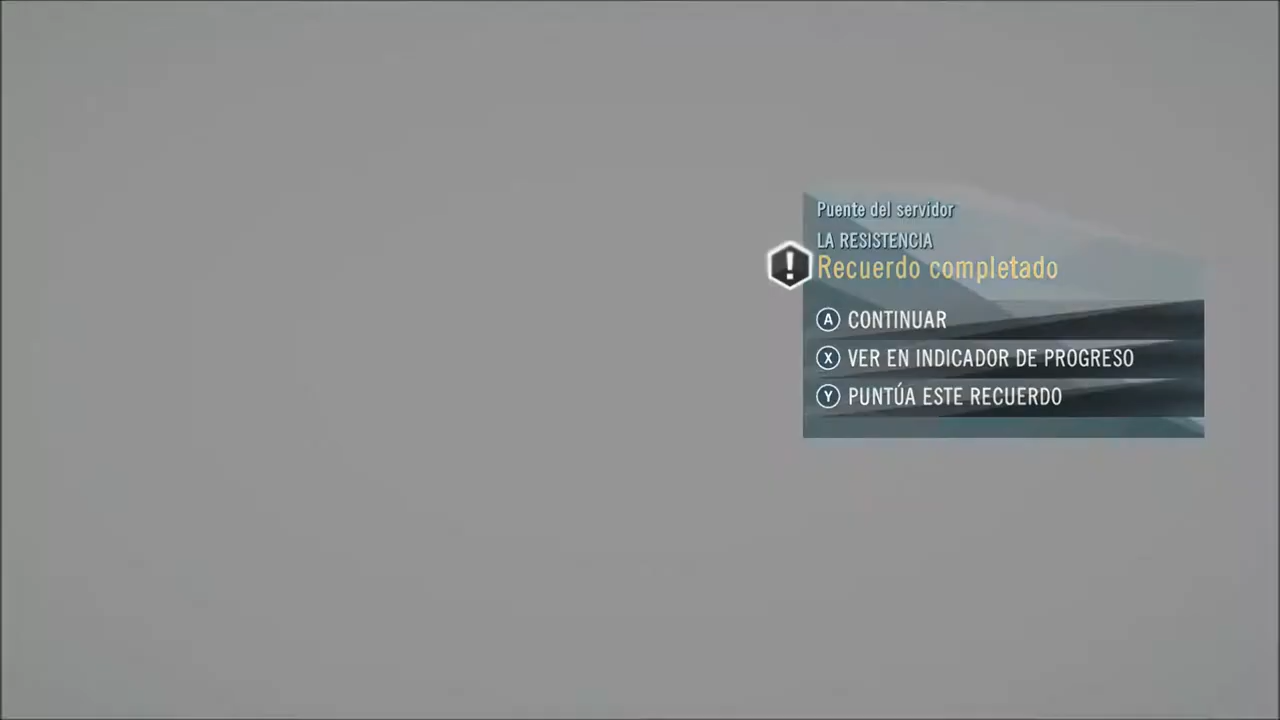 Puente del servidor
LA RESISTENCIA
! Recuerdo completado
A CONTINUAR
X VER EN INDICADOR DE PROGRESO
Y PUNTÚA ESTE RECUERDO